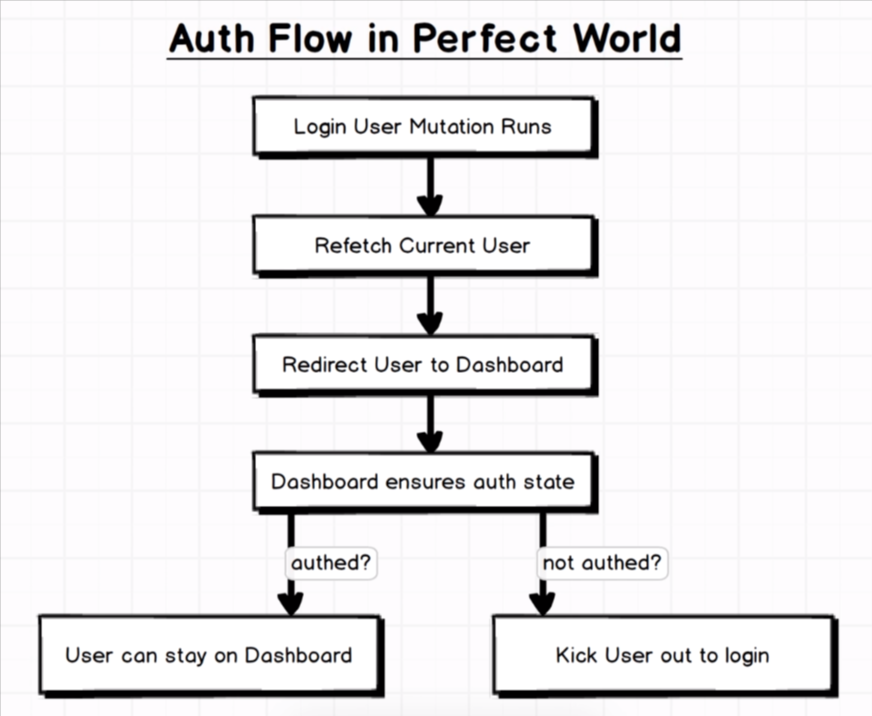 Auth Flow in Perfect World
Login User Mutation Runs
Refetch Current User
Redirect User to Dashboard
Dashboard ensures auth state
authed?
not authed?
User can stay on Dashboard
Kick User out to login